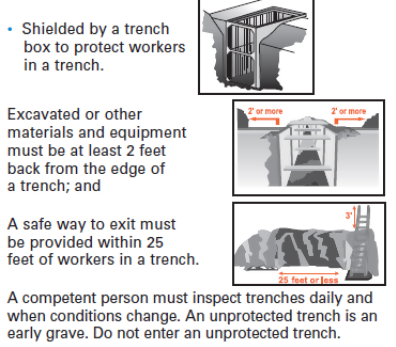 • Shielded by a trench
box to protect workers
in a trench.
Excavated or other
materials and equipment
must be at least 2 feet
back from the edge of
a trench; and
2' or more
2' or more
A safe way to exit must
be provided within 25
feet of workers in a trench.
3'
25 feet or less
A competent person must inspect trenches daily and
when conditions change. An unprotected trench is an
early grave. Do not enter an unprotected trench.